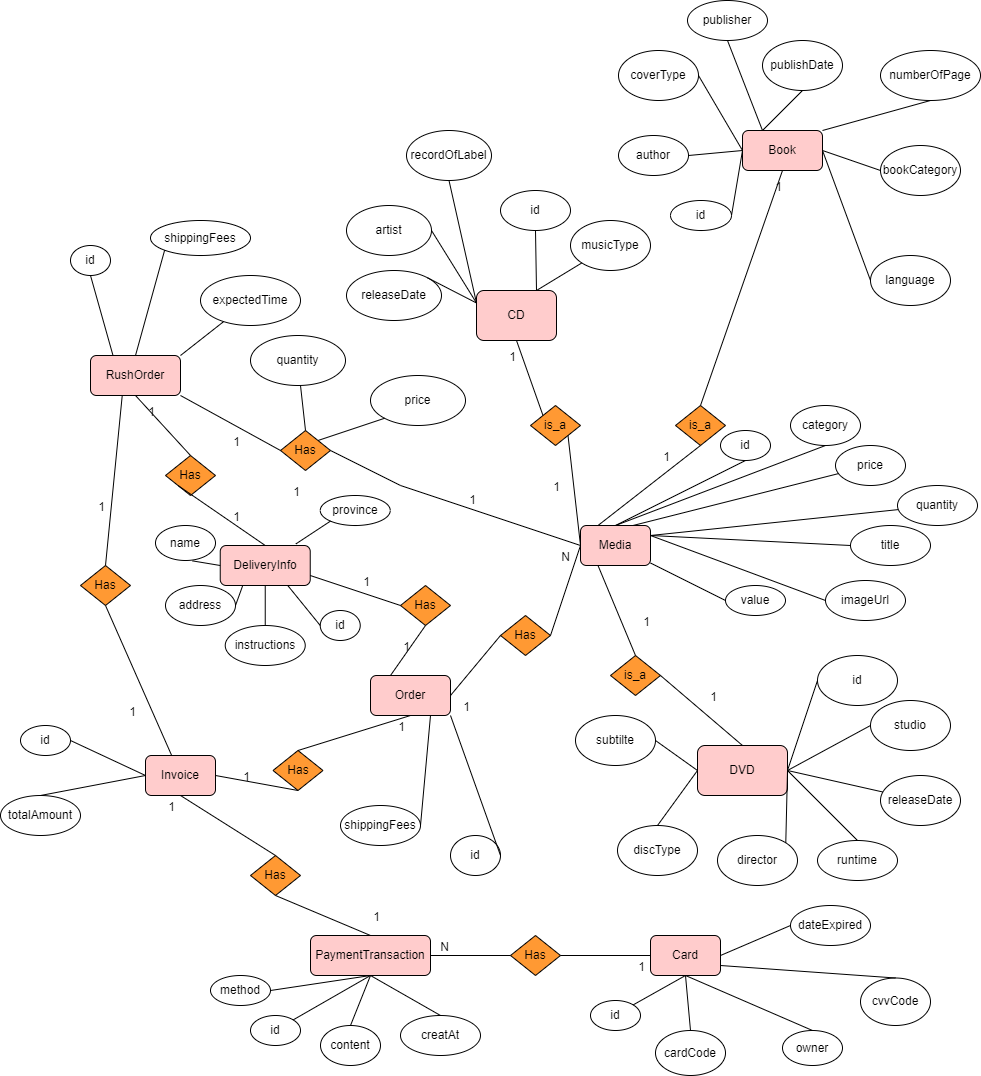 publisher
publishDate
coverType
numberOfPage
Book
recordOfLabel
author
bookCategory
1
id
id
artist
shippingFees
musicType
id
language
releaseDate
expectedTime
CD
quantity
1
RushOrder
price
1
is_a
is_a
category
1
id
Has
1
price
Has
1
1
1
quantity
1
province
1
name
Media
title
N
DeliveryInfo
1
Has
value
imageUrl
address
Has
1
id
Has
instructions
1
is_a
id
Order
1
1
1
studio
1
subtilte
id
Has
DVD
Invoice
1
releaseDate
1
totalAmount
shippingFees
discType
id
director
runtime
Has
1
dateExpired
N
PaymentTransaction
Has
Card
1
method
cvvCode
id
id
creatAt
content
cardCode
owner